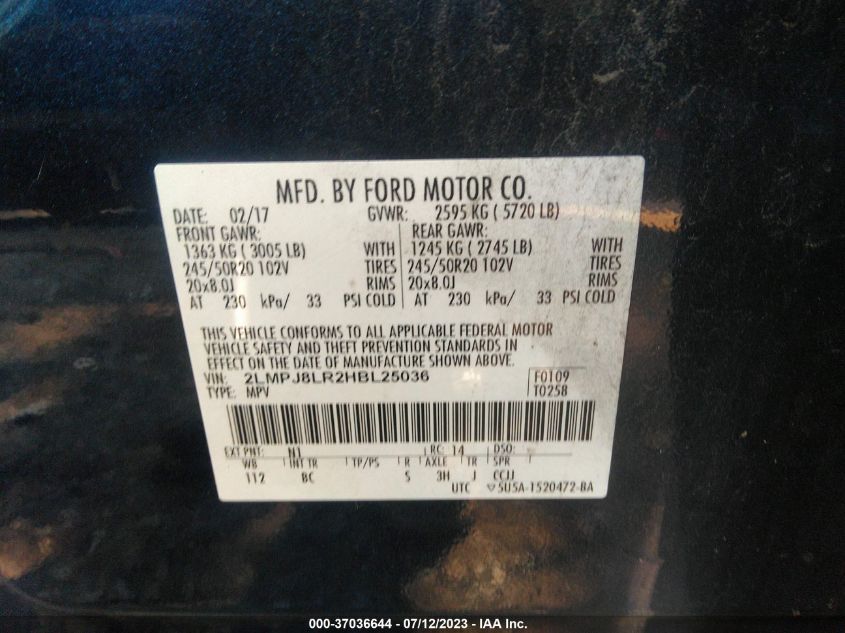 MFD. BY FORD MOTOR CO.
DATE: 02/17 GVWR: 2595 KG ( 5720 LB)
FRONT GAWR: REAR GAWR:
1363 KG ( 3005 LB) WITH 1245 KG ( 2745 LB) WITH
245/50R20 102V TIRES 245/50R20 102V TIRES
20x8.0J RIMS 20x8.0J RIMS
AT 230 kPa/ 33 PSI COLD AT 230 kPa/ 33 PSI COLD
THIS VEHICLE CONFORMS TO ALL APPLICABLE FEDERAL MOTOR
VEHICLE SAFETY AND THEFT PREVENTION STANDARDS IN
EFFECT ON THE DATE OF MANUFACTURE SHOWN ABOVE.
VIN: 2LMPJ8LR2HBL25036 F0109
TYPE: MPV T0258
EXT PNT: N1 RC: 14 DSO:
WB INT TR TP/PS R AXLE TR SPR
112 BC S 3H J CCJJ
UTC ▽5U5A-1520472-BA
000-37036644 / 07/12/2023 - IAA Inc.